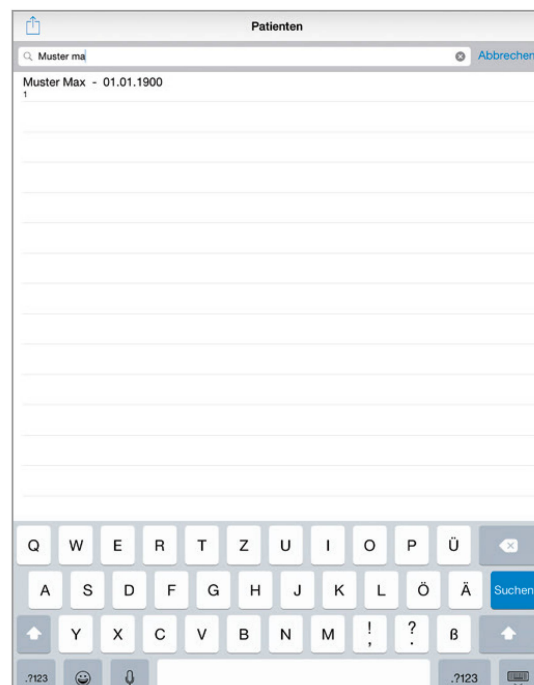 Patienten
Muster ma
Abbrechen
Muster Max - 01.01.1900
1
Q W E R T Z U I O P Ü
A S D F G H J K L Ö Ä Suchen
Y X C V B N M ! , ? . ß
.?123 .?123